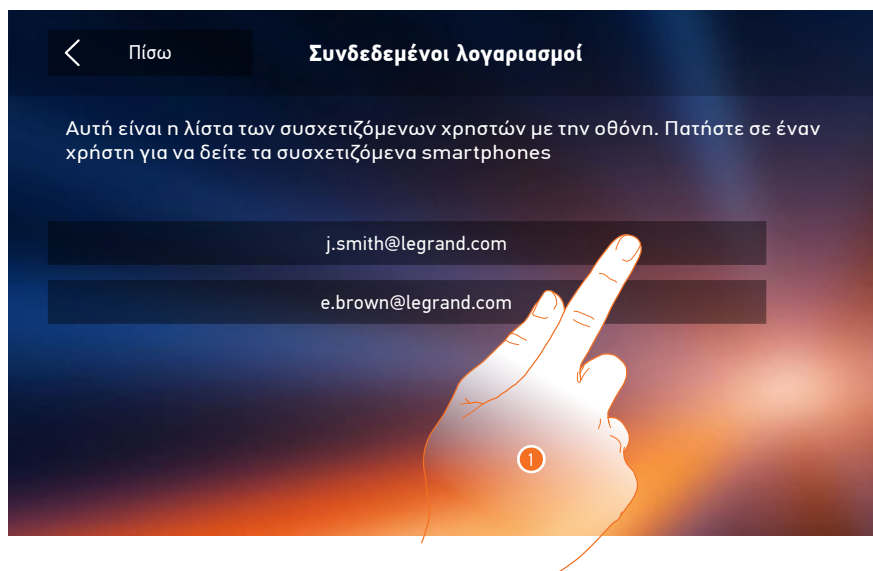 Πίσω
Συνδεδεμένοι λογαριασμοί
Αυτή είναι η λίστα των συσχετιζόμενων χρηστών με την οθόνη. Πατήστε σε έναν
χρήστη για να δείτε τα συσχετιζόμενα smartphones
j.smith@legrand.com
e.brown@legrand.com
1